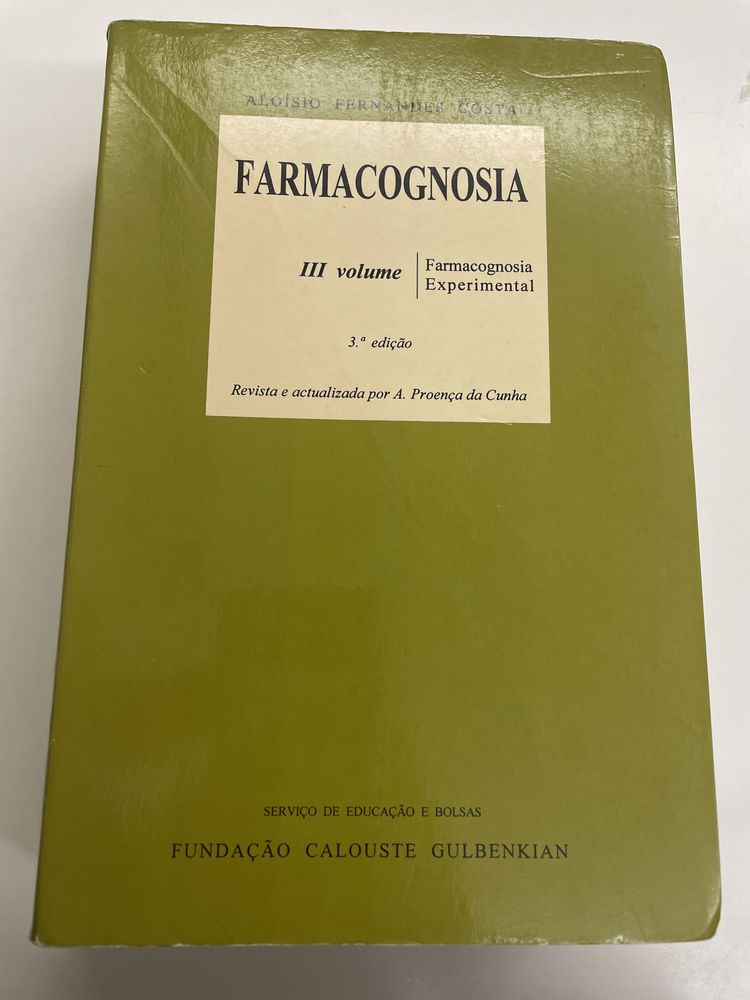 ALOÍSIO FERNANDES COSTA
FARMACOGNOSIA
III volume
Farmacognosia
Experimental
3.ª edição
Revista e actualizada por A. Proença da Cunha
SERVIÇO DE EDUCAÇÃO E BOLSAS
FUNDAÇÃO CALOUSTE GULBENKIAN